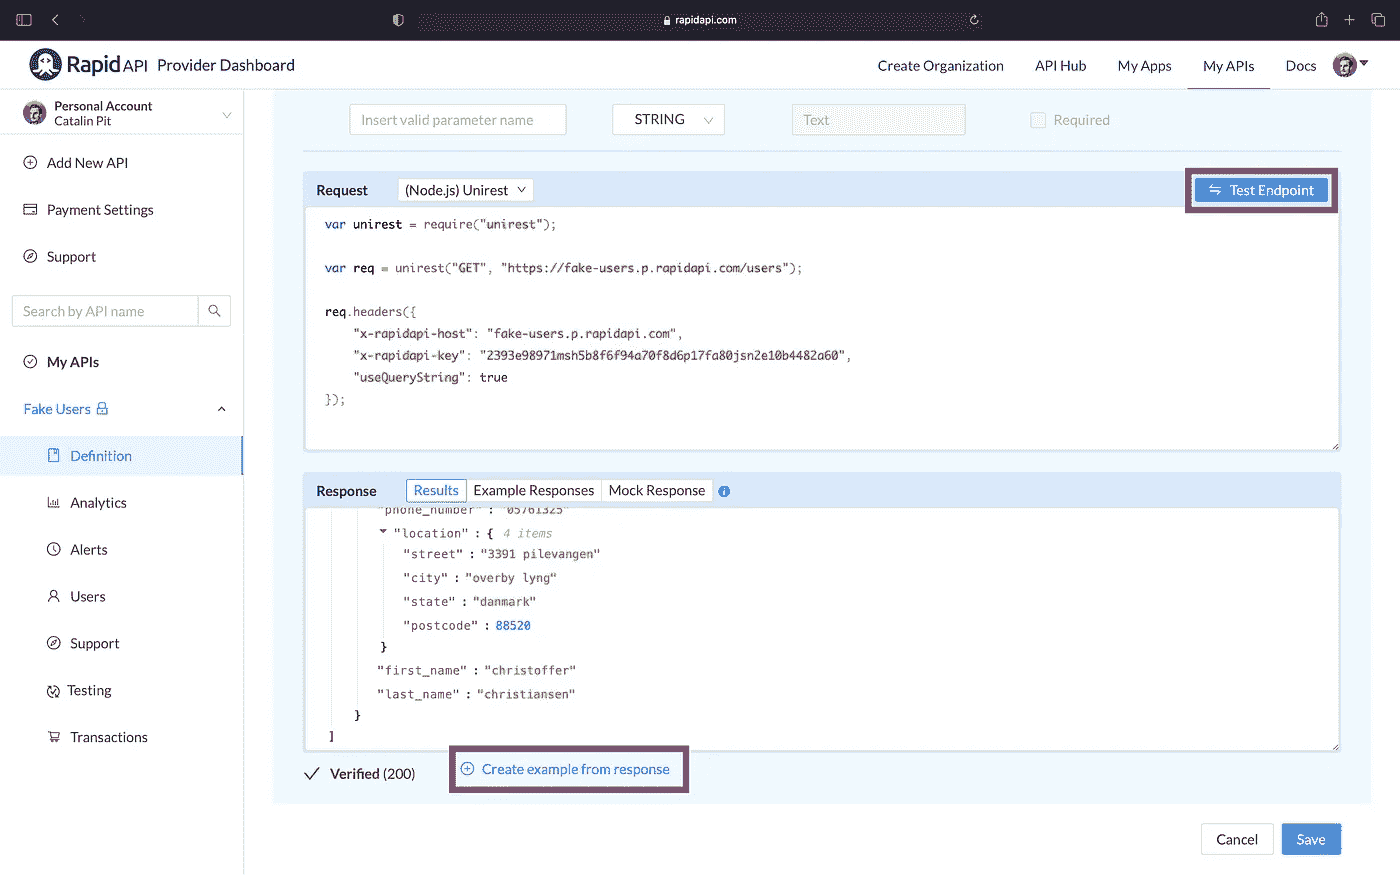 rapidapi.com
Rapid API Provider Dashboard
Create Organization
API Hub
My Apps
My APIs
Docs
Personal Account
Catalin Pit
Add New API
Payment Settings
Support
Search by API name
My APIs
Fake Users
Definition
Analytics
Alerts
Users
Support
Testing
Transactions
Insert valid parameter name
STRING
Text
Required
Request
(Node.js) Unirest
Test Endpoint
var unirest = require("unirest");
var req = unirest("GET", "https://fake-users.p.rapidapi.com/users");
req.headers({
"x-rapidapi-host": "fake-users.p.rapidapi.com",
"x-rapidapi-key": "2393e98971msh5b8f6f94a70f8d6p17fa80jsn2e10b4482a60",
"useQueryString": true
});
Response
Results
Example Responses
Mock Response
"phone_number" : "05761325"
"location" : { 4 items
"street" : "3391 pilevangen"
"city" : "overby lyng"
"state" : "danmark"
"postcode" : 88520
}
"first_name" : "christoffer"
"last_name" : "christiansen"
}
]
Verified (200)
Create example from response
Cancel
Save